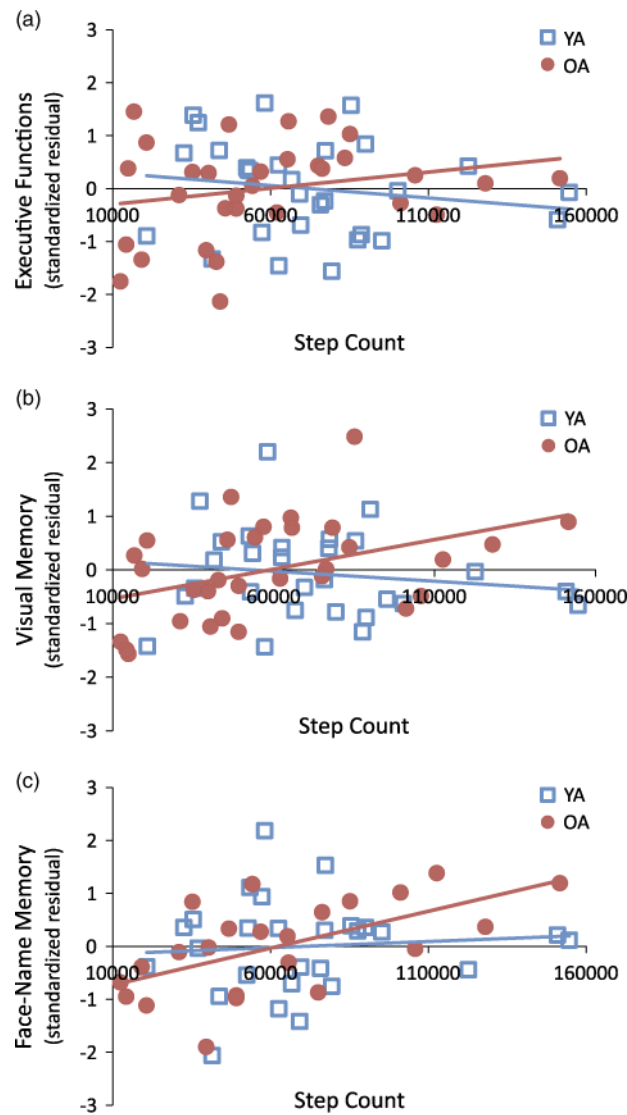 (a)
3
2
1
0
-1
-2
-3
YA
OA
Executive Functions
(standardized residual)
10000
60000
110000
160000
Step Count
(b)
3
2
1
0
-1
-2
-3
YA
OA
Visual Memory
(standardized residual)
10000
60000
110000
160000
Step Count
(c)
3
2
1
0
-1
-2
-3
YA
OA
Face-Name Memory
(standardized residual)
10000
60000
110000
160000
Step Count